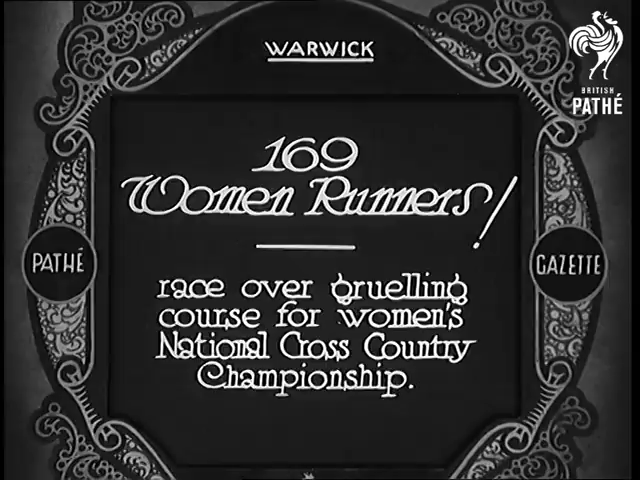 WARWICK
BRITISH
PATHÉ
169
Women Runners!
PATHÉ
GAZETTE
race over gruelling
course for women's
National Cross Country
Championship.